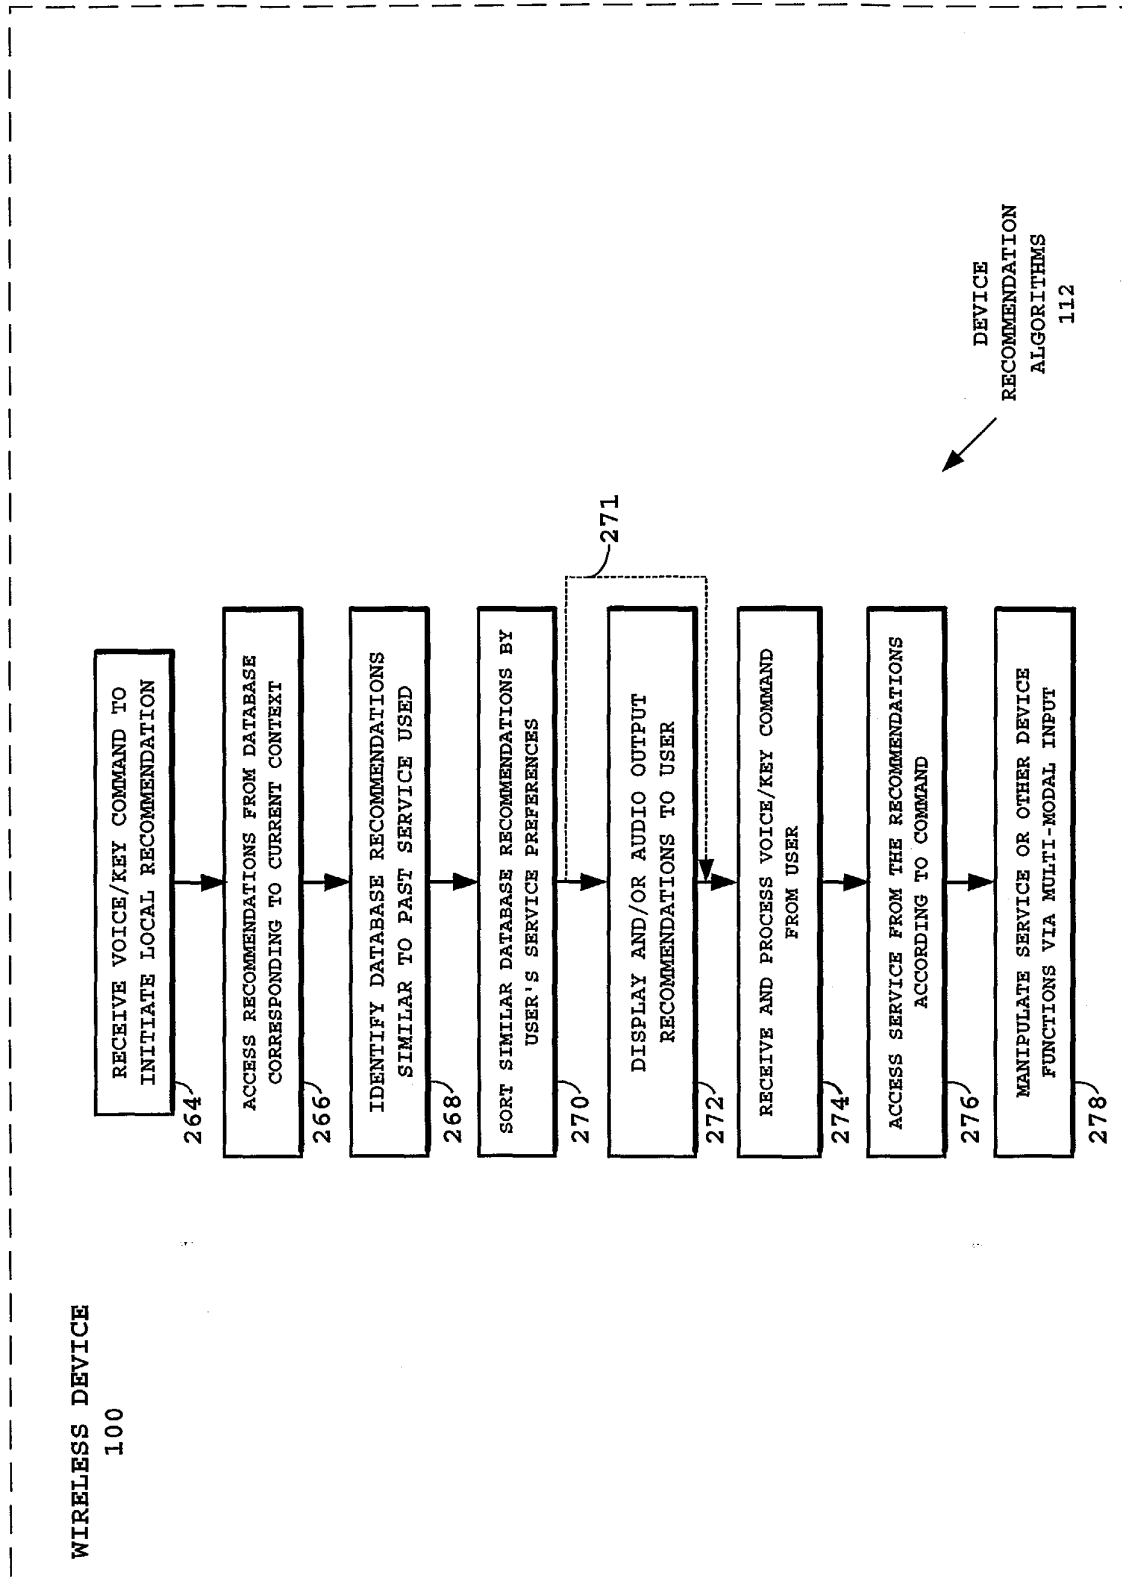 WIRELESS DEVICE
100
RECEIVE VOICE/KEY COMMAND TO
INITIATE LOCAL RECOMMENDATION
264
ACCESS RECOMMENDATIONS FROM DATABASE
CORRESPONDING TO CURRENT CONTEXT
266
IDENTIFY DATABASE RECOMMENDATIONS
SIMILAR TO PAST SERVICE USED
268
SORT SIMILAR DATABASE RECOMMENDATIONS BY
USER'S SERVICE PREFERENCES
270
271
DISPLAY AND/OR AUDIO OUTPUT
RECOMMENDATIONS TO USER
272
RECEIVE AND PROCESS VOICE/KEY COMMAND
FROM USER
274
ACCESS SERVICE FROM THE RECOMMENDATIONS
ACCORDING TO COMMAND
276
MANIPULATE SERVICE OR OTHER DEVICE
FUNCTIONS VIA MULTI-MODAL INPUT
278
DEVICE
RECOMMENDATION
ALGORITHMS
112